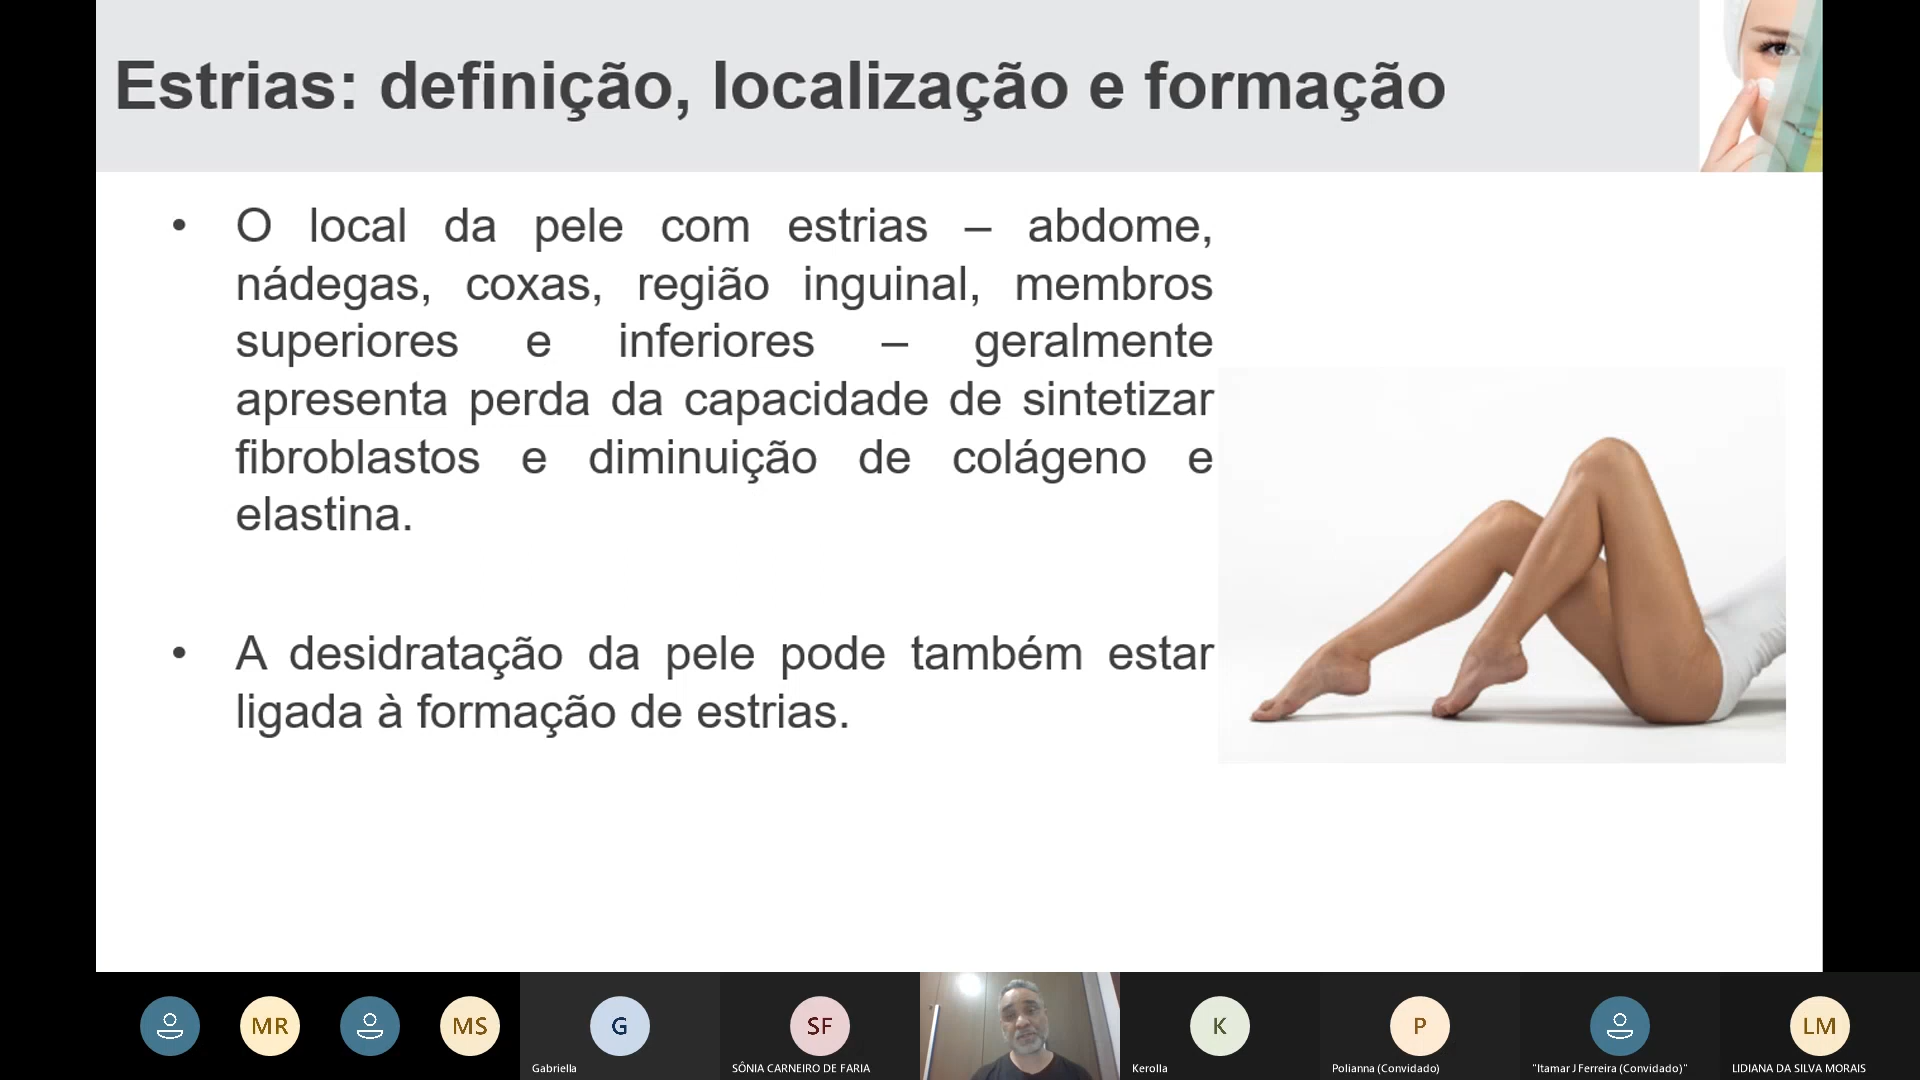 Estrias: definição, localização e formação
• O local da pele com estrias – abdome,
nádegas, coxas, região inguinal, membros
superiores e inferiores – geralmente
apresenta perda da capacidade de sintetizar
fibroblastos e diminuição de colágeno e
elastina.
• A desidratação da pele pode também estar
ligada à formação de estrias.
MR
MS
G
SF
K
P
LM
Gabriella
SÔNIA CARNEIRO DE FARIA
Kerolla
Polianna (Convidado)
"Itamar J Ferreira (Convidado)"
LIDIANA DA SILVA MORAIS